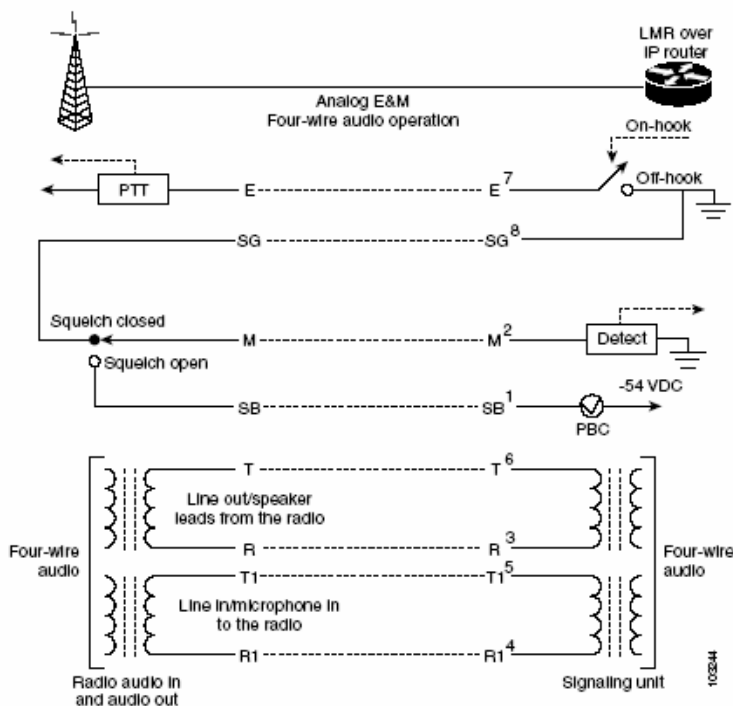 LMR over
IP router
Analog E&M
Four-wire audio operation
On-hook
PTT
E
E 7
Off-hook
SG
SG 8
Squelch closed
M
M 2
Detect
Squelch open
-54 VDC
SB
SB 1
PBC
T
T 6
Line out/speaker
leads from the radio
Four-wire
audio
R
R 3
Four-wire
audio
T1
T1 5
Line in/microphone in
to the radio
R1
R1 4
Radio audio in
and audio out
Signaling unit
103244